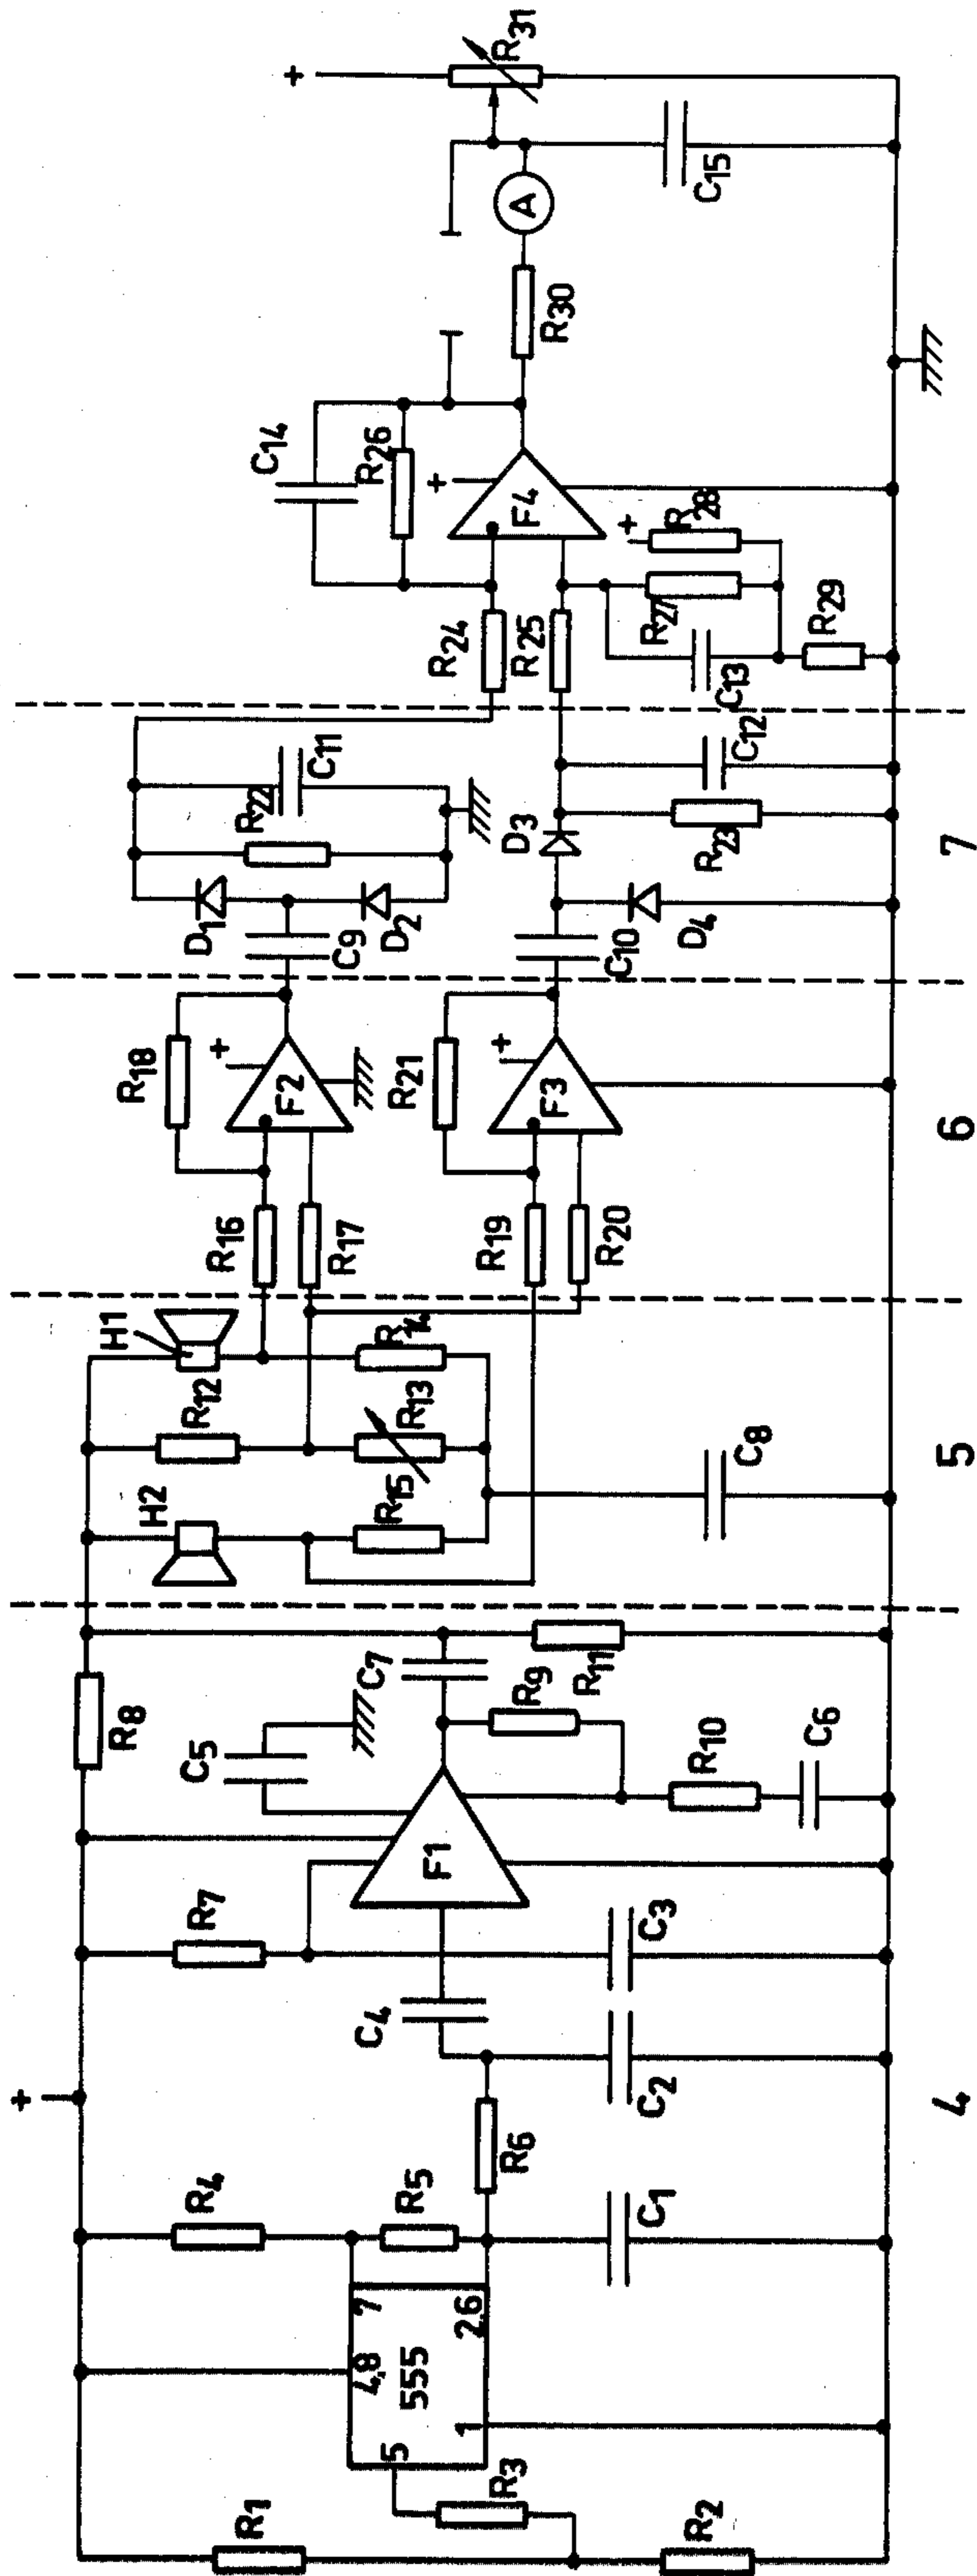 +
R1
R2
R3
5
4,8
7
555
1
2,6
R4
R5
R6
C1
C2
C4
R7
C3
F1
C5
R8
C7
R9
R10
C6
R11
4
H2
R12
H1
R15
R13
R14
C8
5
R16
R17
R18
+
F2
R19
R20
R21
+
F3
6
C9
D1
D2
R22
C11
C10
D3
D4
R23
C12
7
R24
R25
C14
R26
+
F4
C13
R27
+
R28
R29
R30
A
+
R31
C15